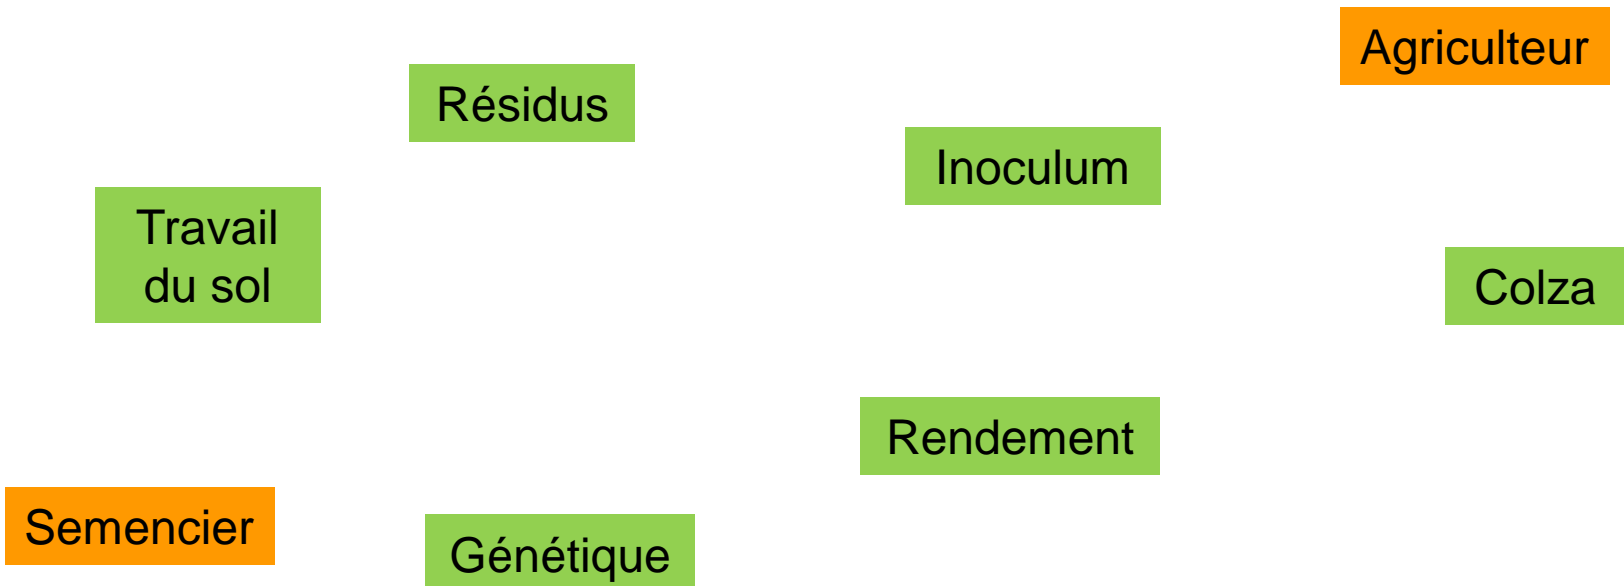 Agriculteur
Résidus
Inoculum
Travail
du sol
Colza
Rendement
Semencier
Génétique